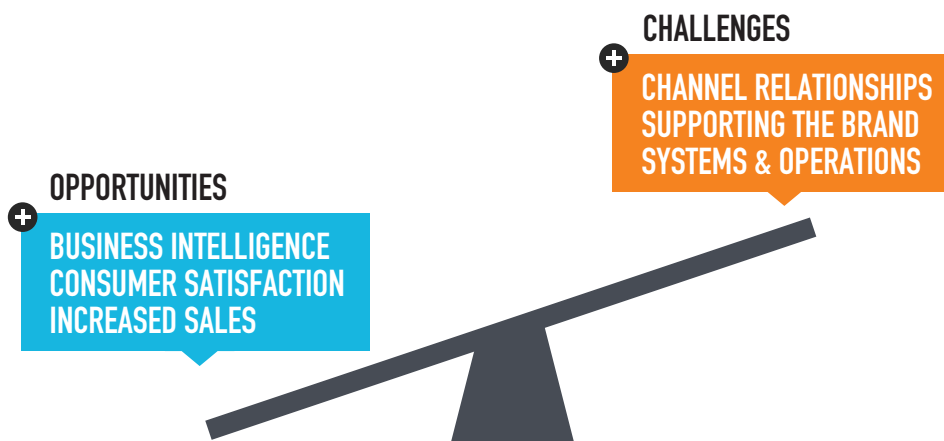 CHALLENGES
CHANNEL RELATIONSHIPS
SUPPORTING THE BRAND
SYSTEMS & OPERATIONS
OPPORTUNITIES
BUSINESS INTELLIGENCE
CONSUMER SATISFACTION
INCREASED SALES